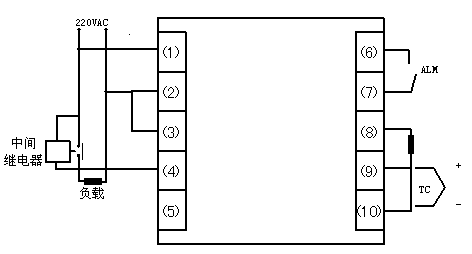 220VAC
(1)
(2)
(3)
(4)
(5)
(6)
(7)
(8)
(9)
(10)
ALM
TC
+
-
中间
继电器
负载